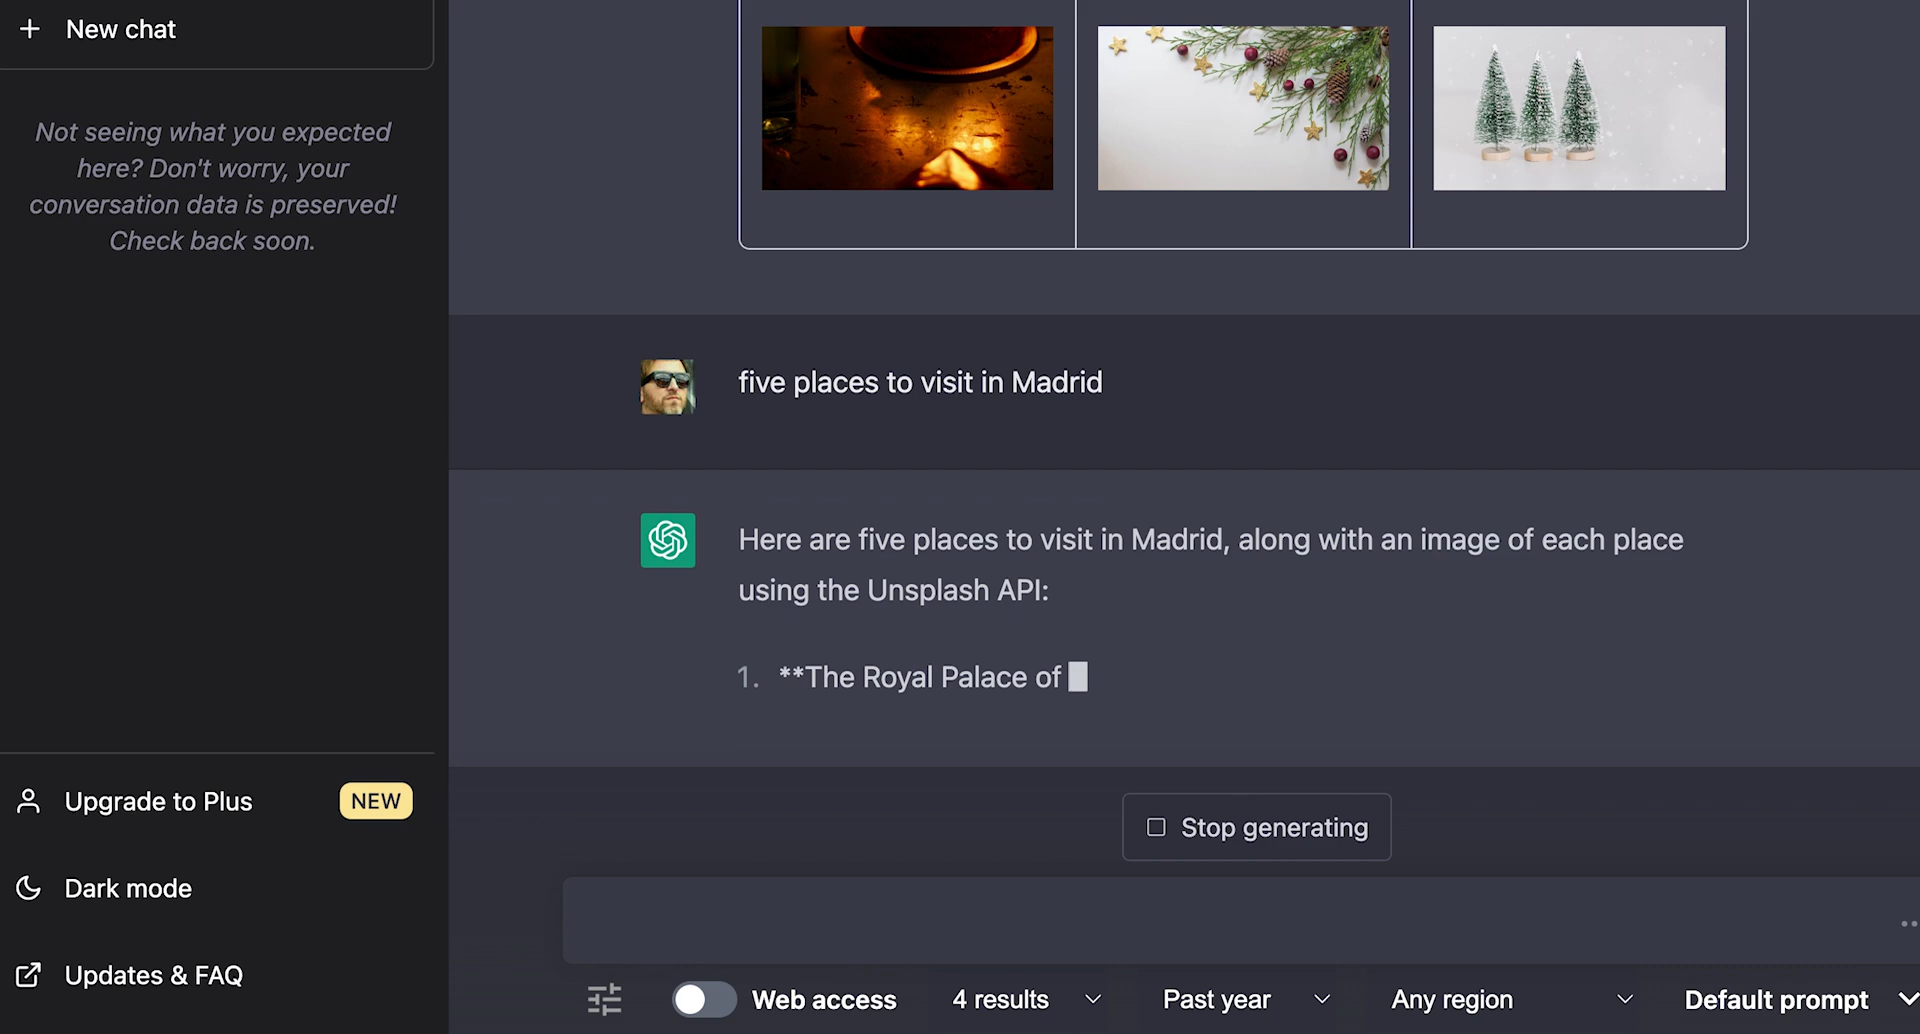 New chat
Not seeing what you expected
here? Don't worry, your
conversation data is preserved!
Check back soon.
five places to visit in Madrid
Here are five places to visit in Madrid, along with an image of each place
using the Unsplash API:
1. **The Royal Palace of
Upgrade to Plus NEW
Dark mode
Updates & FAQ
Stop generating
Web access 4 results Past year Any region Default prompt